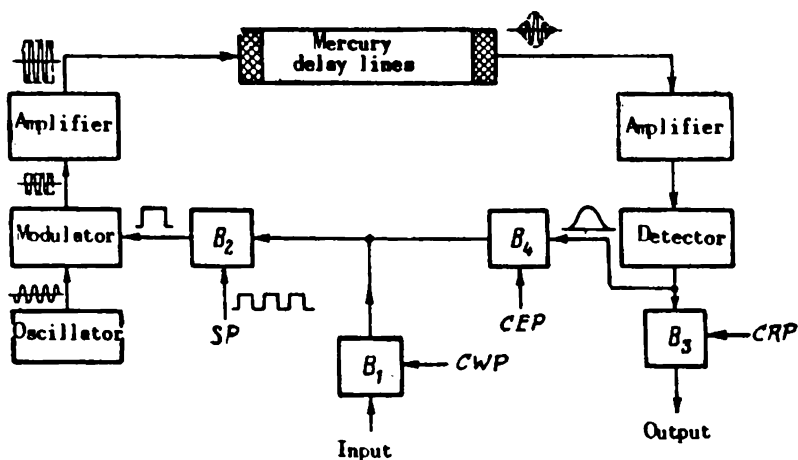 Mercury
delay lines
Amplifier
Amplifier
Modulator
B₂
B₄
Detector
Oscillator
SP
CEP
B₃
CRP
B₁
CWP
Input
Output